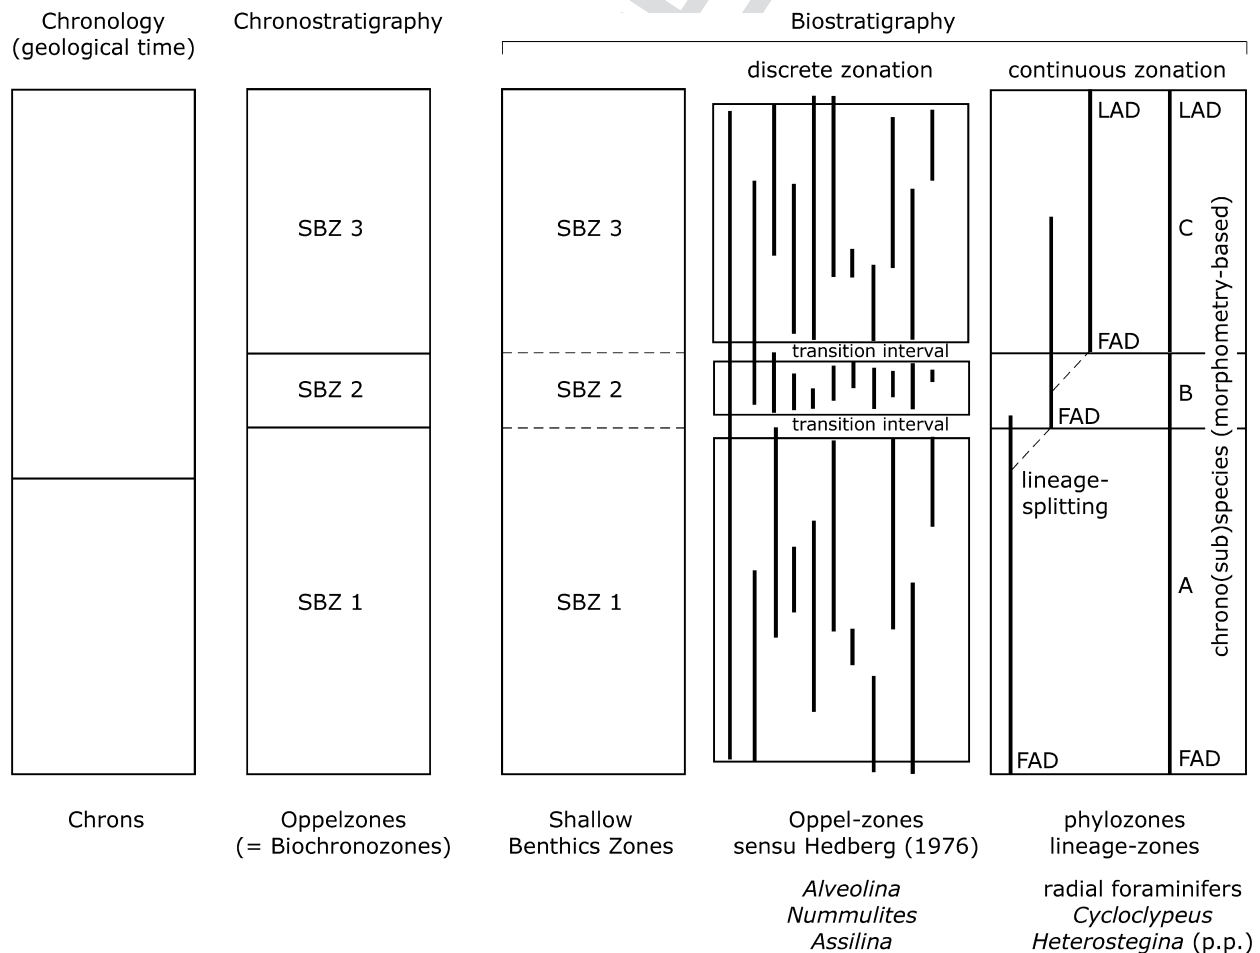 Chronology
(geological time)
Chronostratigraphy
Biostratigraphy
discrete zonation
continuous zonation
SBZ 3
SBZ 2
SBZ 1
SBZ 3
SBZ 2
SBZ 1
transition interval
transition interval
LAD
LAD
C
FAD
B
FAD
lineage-
splitting
A
FAD
FAD
chrono(sub)species (morphometry-based)
Chrons
Oppelzones
(= Biochronozones)
Shallow
Benthics Zones
Oppel-zones
sensu Hedberg (1976)
Alveolina
Nummulites
Assilina
phylozones
lineage-zones
radial foraminifers
Cycloclypeus
Heterostegina (p.p.)